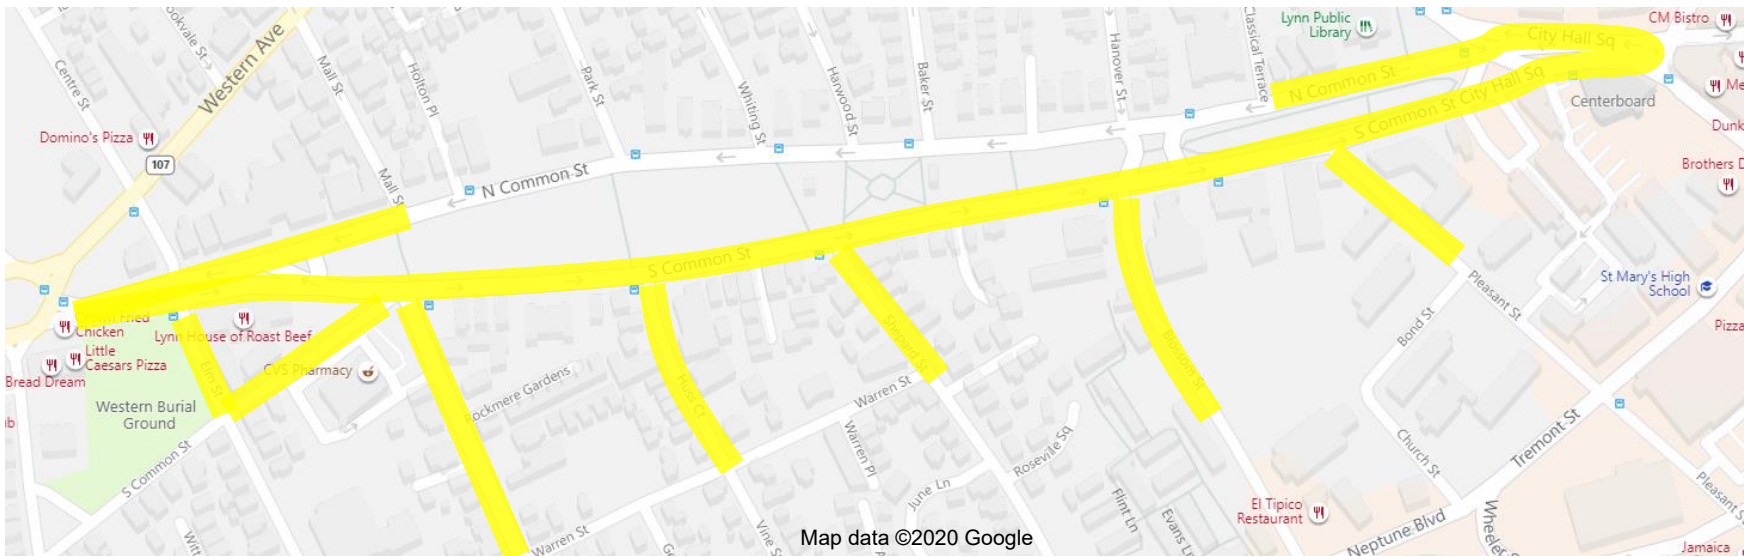 Lynn Public
Library
CM Bistro
City Hall Sq
Western Ave
Centre St
Mall St
Holton Pl
Park St
Whiting St
Harwood St
Baker St
Hanover St
Classical Terrace
N Common St
S Common St City Hall Sq
Centerboard
Domino's Pizza
107
Mall St
N Common St
Brothers D
S Common St
St Mary's High
School
Pleasant St
Bond St
Chicken
Little
Caesars Pizza
Bread Dream
Lynn House of Roast Beef
CVS Pharmacy
Elm St
Western Burial
Ground
S Common St
Rockmere Gardens
Huss Ct
Shepard St
Warren St
Warren Pl
Blossom St
Roseville Sq
June Ln
Flint Ln
Evans Ln
Church St
Tremont St
Pleasant St
El Tipico
Restaurant
Neptune Blvd
Wheeler
Warren St
Vine St
Map data ©2020 Google
Jamaica